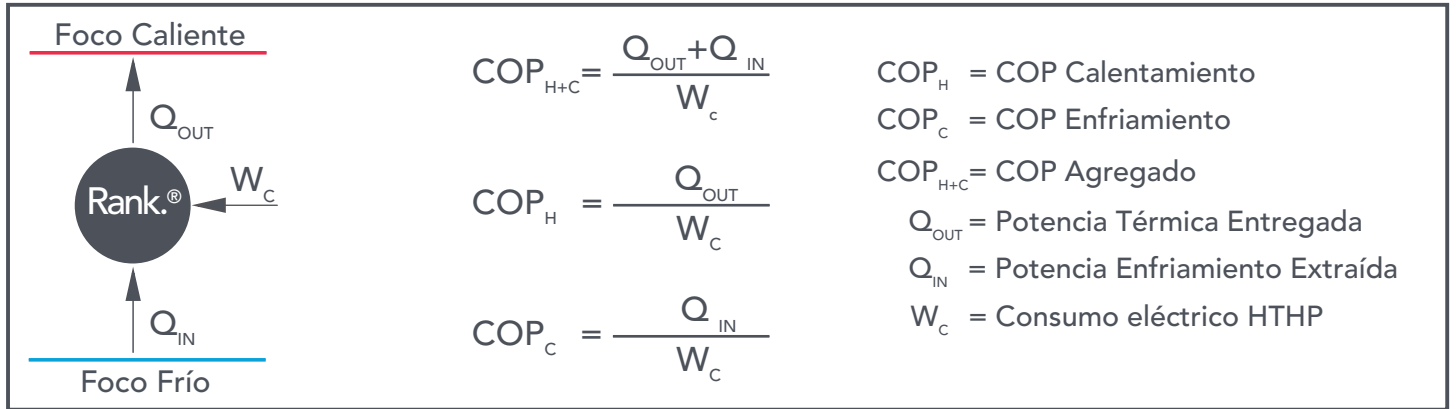 Foco Caliente
Q_OUT
Rank.®
W_C
Q_IN
Foco Frío
COP_H+C = (Q_OUT + Q_IN) / W_c
COP_H = Q_OUT / W_C
COP_C = Q_IN / W_C
COP_H = COP Calentamiento
COP_C = COP Enfriamiento
COP_H+C = COP Agregado
Q_OUT = Potencia Térmica Entregada
Q_IN = Potencia Enfriamiento Extraída
W_C = Consumo eléctrico HTHP